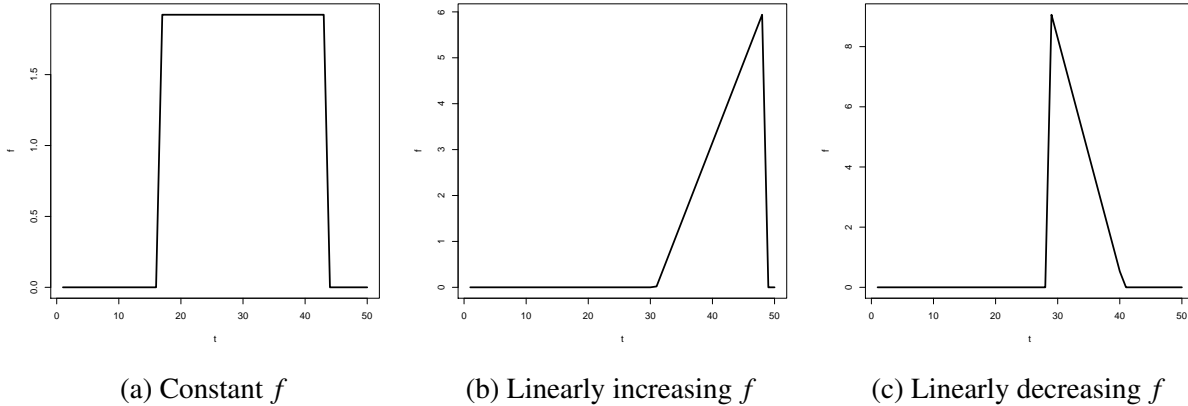 0.0 0.5 1.0 1.5
f
0 10 20 30 40 50
t
0 1 2 3 4 5 6
f
0 10 20 30 40 50
t
0 2 4 6 8
f
0 10 20 30 40 50
t
(a) Constant f
(b) Linearly increasing f
(c) Linearly decreasing f